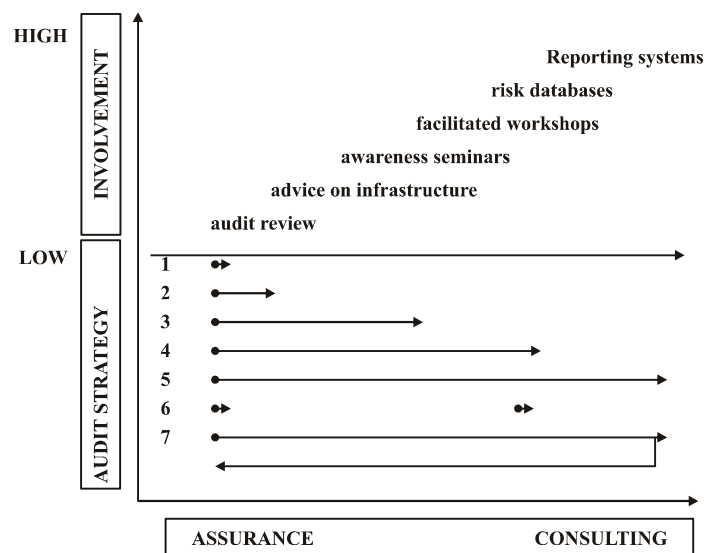 HIGH
INVOLVEMENT
Reporting systems
risk databases
facilitated workshops
awareness seminars
advice on infrastructure
audit review
LOW
AUDIT STRATEGY
1
2
3
4
5
6
7
ASSURANCE CONSULTING